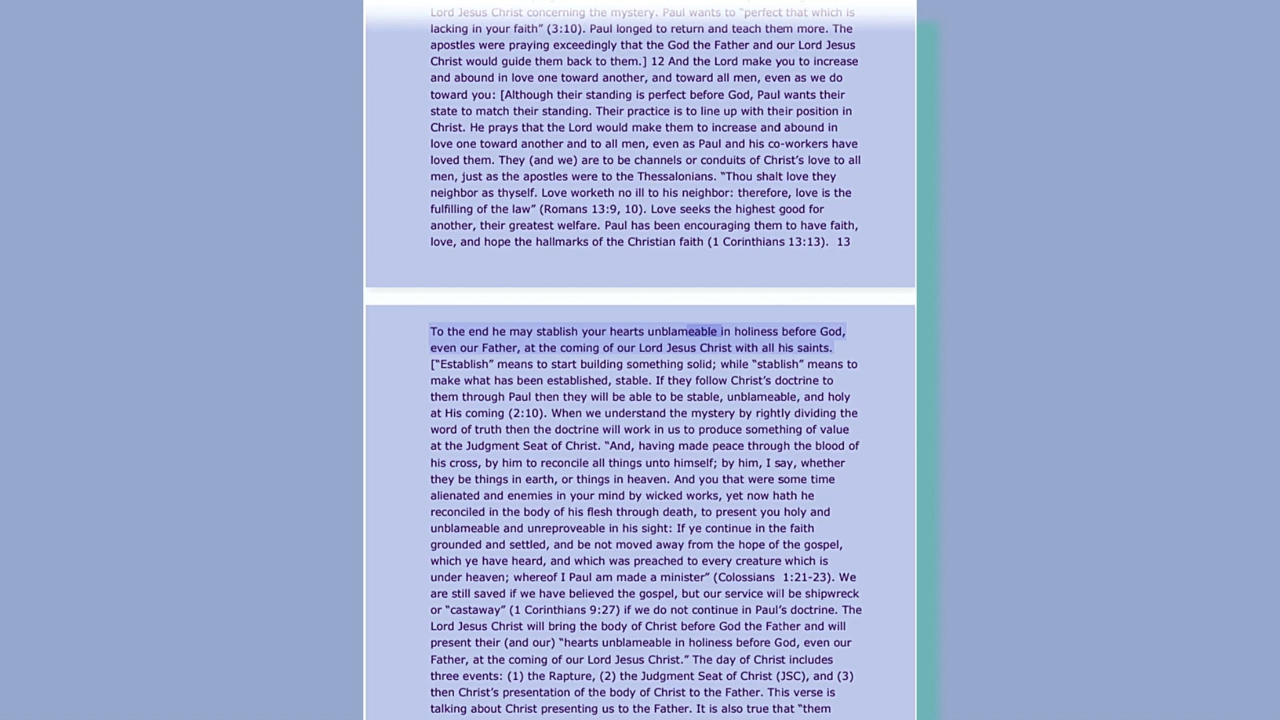 Lord Jesus Christ concerning the mystery. Paul wants to “perfect that which is
lacking in your faith” (3:10). Paul longed to return and teach them more. The
apostles were praying exceedingly that the God the Father and our Lord Jesus
Christ would guide them back to them.] 12 And the Lord make you to increase
and abound in love one toward another, and toward all men, even as we do
toward you: [Although their standing is perfect before God, Paul wants their
state to match their standing. Their practice is to line up with their position in
Christ. He prays that the Lord would make them to increase and abound in
love one toward another and to all men, even as Paul and his co-workers have
loved them. They (and we) are to be channels or conduits of Christ’s love to all
men, just as the apostles were to the Thessalonians. “Thou shalt love they
neighbor as thyself. Love worketh no ill to his neighbor: therefore, love is the
fulfilling of the law” (Romans 13:9, 10). Love seeks the highest good for
another, their greatest welfare. Paul has been encouraging them to have faith,
love, and hope the hallmarks of the Christian faith (1 Corinthians 13:13). 13
To the end he may stablish your hearts unblameable in holiness before God,
even our Father, at the coming of our Lord Jesus Christ with all his saints.
[“Establish” means to start building something solid; while “stablish” means to
make what has been established, stable. If they follow Christ’s doctrine to
them through Paul then they will be able to be stable, unblameable, and holy
at His coming (2:10). When we understand the mystery by rightly dividing the
word of truth then the doctrine will work in us to produce something of value
at the Judgment Seat of Christ. “And, having made peace through the blood of
his cross, by him to reconcile all things unto himself; by him, I say, whether
they be things in earth, or things in heaven. And you that were some time
alienated and enemies in your mind by wicked works, yet now hath he
reconciled in the body of his flesh through death, to present you holy and
unblameable and unreproveable in his sight: If ye continue in the faith
grounded and settled, and be not moved away from the hope of the gospel,
which ye have heard, and which was preached to every creature which is
under heaven; whereof I Paul am made a minister” (Colossians 1:21-23). We
are still saved if we have believed the gospel, but our service will be shipwreck
or “castaway” (1 Corinthians 9:27) if we do not continue in Paul’s doctrine. The
Lord Jesus Christ will bring the body of Christ before God the Father and will
present their (and our) “hearts unblameable in holiness before God, even our
Father, at the coming of our Lord Jesus Christ.” The day of Christ includes
three events: (1) the Rapture, (2) the Judgment Seat of Christ (JSC), and (3)
then Christ’s presentation of the body of Christ to the Father. This verse is
talking about Christ presenting us to the Father. It is also true that “them